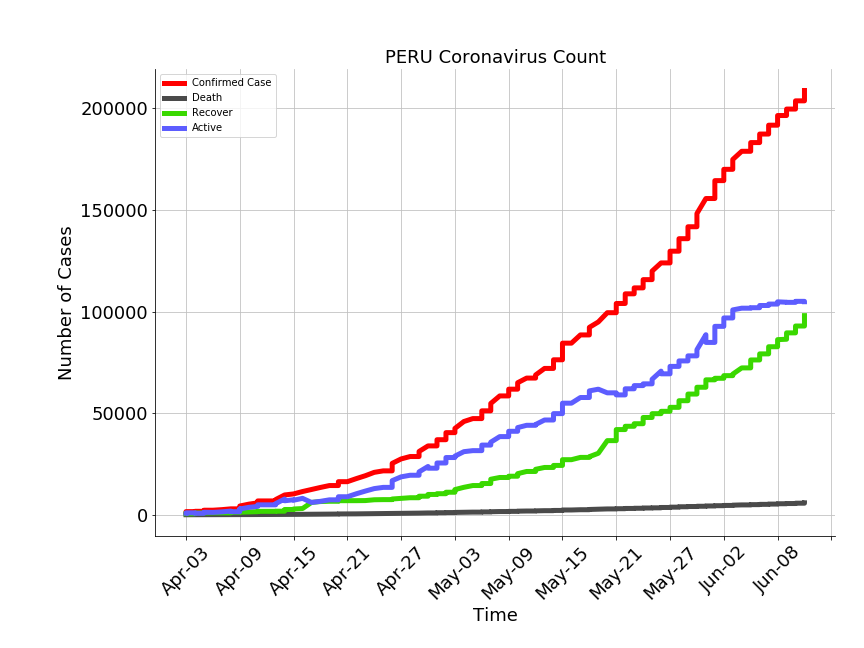 PERU Coronavirus Count
Confirmed Case
Death
Recover
Active
200000
150000
100000
50000
0
Number of Cases
Apr-03
Apr-09
Apr-15
Apr-21
Apr-27
May-03
May-09
May-15
May-21
May-27
Jun-02
Jun-08
Time